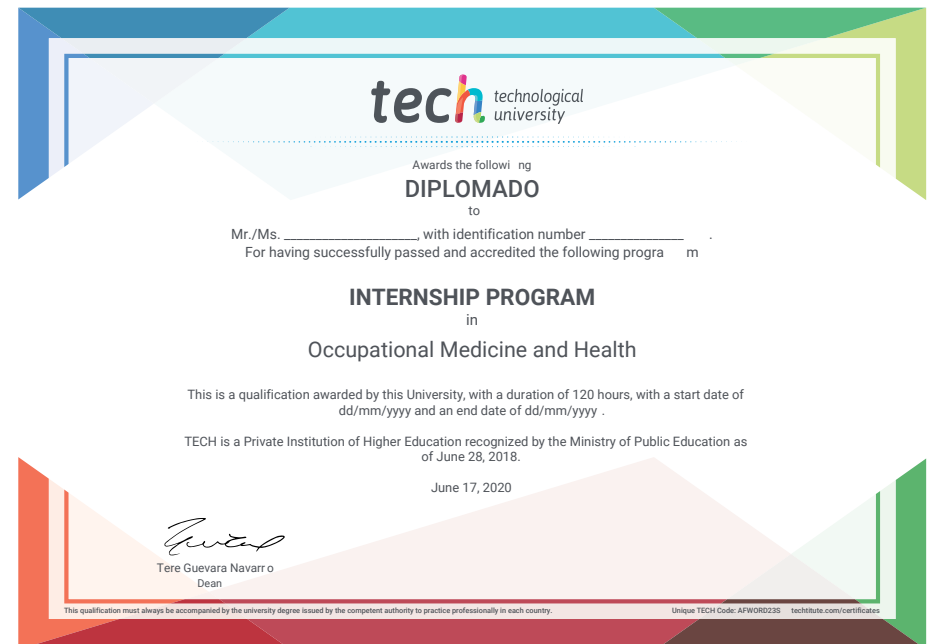 tech technological
university
Awards the followi ng
DIPLOMADO
to
Mr./Ms. _____________________, with identification number _______________ .
For having successfully passed and accredited the following progra m
INTERNSHIP PROGRAM
in
Occupational Medicine and Health
This is a qualification awarded by this University, with a duration of 120 hours, with a start date of
dd/mm/yyyy and an end date of dd/mm/yyyy .
TECH is a Private Institution of Higher Education recognized by the Ministry of Public Education as
of June 28, 2018.
June 17, 2020
Tere Guevara Navarr o
Dean
This qualification must always be accompanied by the university degree issued by the competent authority to practice professionally in each country.
Unique TECH Code: AFWORD23S techtitute.com/certificates